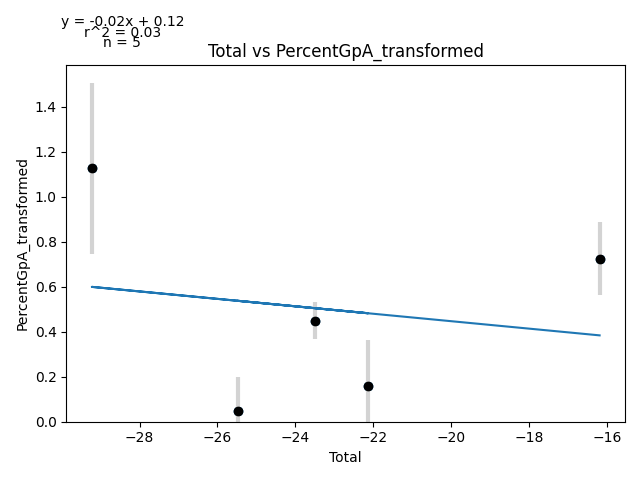 y = -0.02x + 0.12
r^2 = 0.03
n = 5
Total vs PercentGpA_transformed
PercentGpA_transformed
1.4
1.2
1.0
0.8
0.6
0.4
0.2
0.0
−28
−26
−24
−22
−20
−18
−16
Total